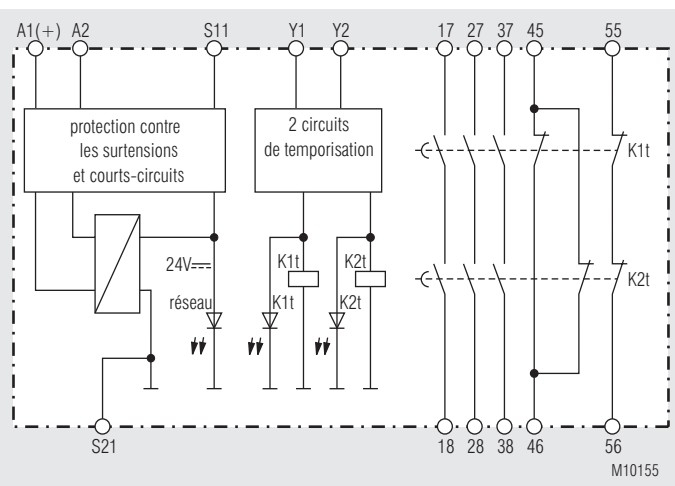 A1(+) A2 S11 Y1 Y2 17 27 37 45 55
protection contre
les surtensions
et courts-circuits
2 circuits
de temporisation
K1t
24V
K1t
K2t
K2t
réseau
K1t
K2t
S21
18 28 38 46 56
M10155